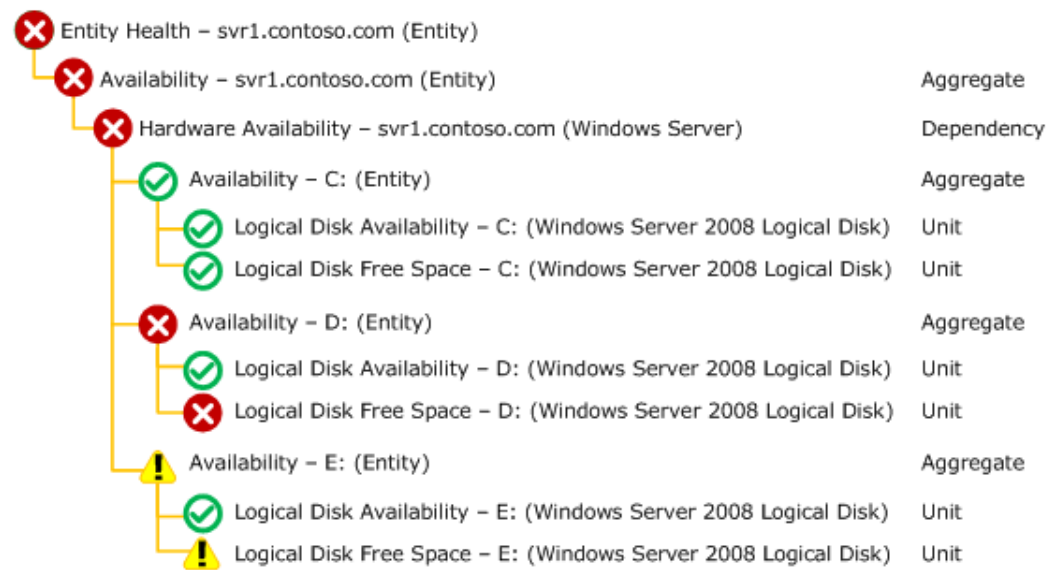 Entity Health – svr1.contoso.com (Entity)
Availability – svr1.contoso.com (Entity) Aggregate
Hardware Availability – svr1.contoso.com (Windows Server) Dependency
Availability – C: (Entity) Aggregate
Logical Disk Availability – C: (Windows Server 2008 Logical Disk) Unit
Logical Disk Free Space – C: (Windows Server 2008 Logical Disk) Unit
Availability – D: (Entity) Aggregate
Logical Disk Availability – D: (Windows Server 2008 Logical Disk) Unit
Logical Disk Free Space – D: (Windows Server 2008 Logical Disk) Unit
Availability – E: (Entity) Aggregate
Logical Disk Availability – E: (Windows Server 2008 Logical Disk) Unit
Logical Disk Free Space – E: (Windows Server 2008 Logical Disk) Unit